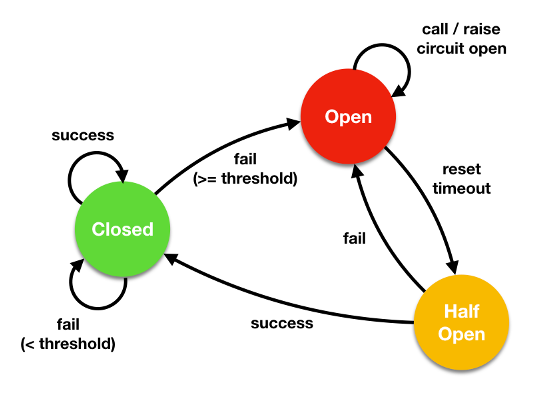 call / raise
circuit open
Open
success
fail
(>= threshold)
reset
timeout
Closed
fail
Half
Open
success
fail
(< threshold)